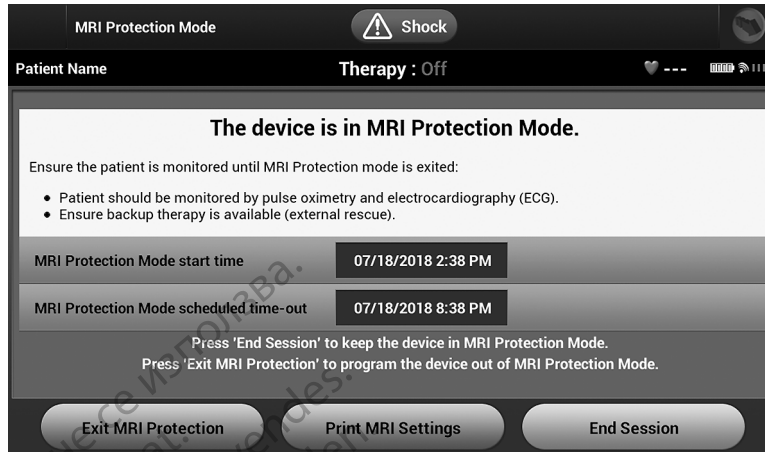 MRI Protection Mode
Shock
Patient Name
Therapy : Off
---
The device is in MRI Protection Mode.
Ensure the patient is monitored until MRI Protection mode is exited:
• Patient should be monitored by pulse oximetry and electrocardiography (ECG).
• Ensure backup therapy is available (external rescue).
MRI Protection Mode start time
07/18/2018 2:38 PM
MRI Protection Mode scheduled time-out
07/18/2018 8:38 PM
Press 'End Session' to keep the device in MRI Protection Mode.
Press 'Exit MRI Protection' to program the device out of MRI Protection Mode.
Exit MRI Protection
Print MRI Settings
End Session
не се използва.